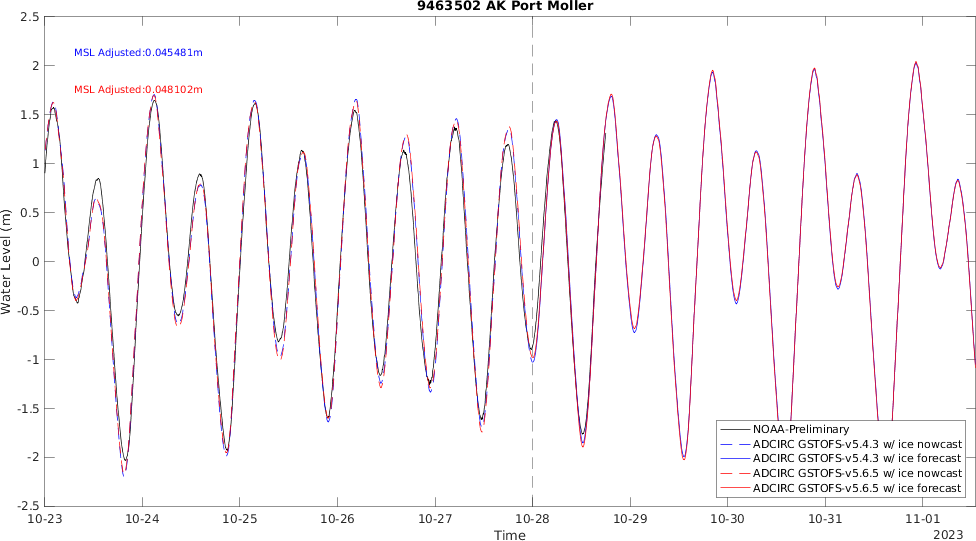 9463502 AK Port Moller
MSL Adjusted:0.045481m
MSL Adjusted:0.048102m
Water Level (m)
2.5
2
1.5
1
0.5
0
-0.5
-1
-1.5
-2
-2.5
NOAA-Preliminary
ADCIRC GSTOFS-v5.4.3 w/ ice nowcast
ADCIRC GSTOFS-v5.4.3 w/ ice forecast
ADCIRC GSTOFS-v5.6.5 w/ ice nowcast
ADCIRC GSTOFS-v5.6.5 w/ ice forecast
10-23 10-24 10-25 10-26 10-27 10-28 10-29 10-30 10-31 11-01
Time
2023